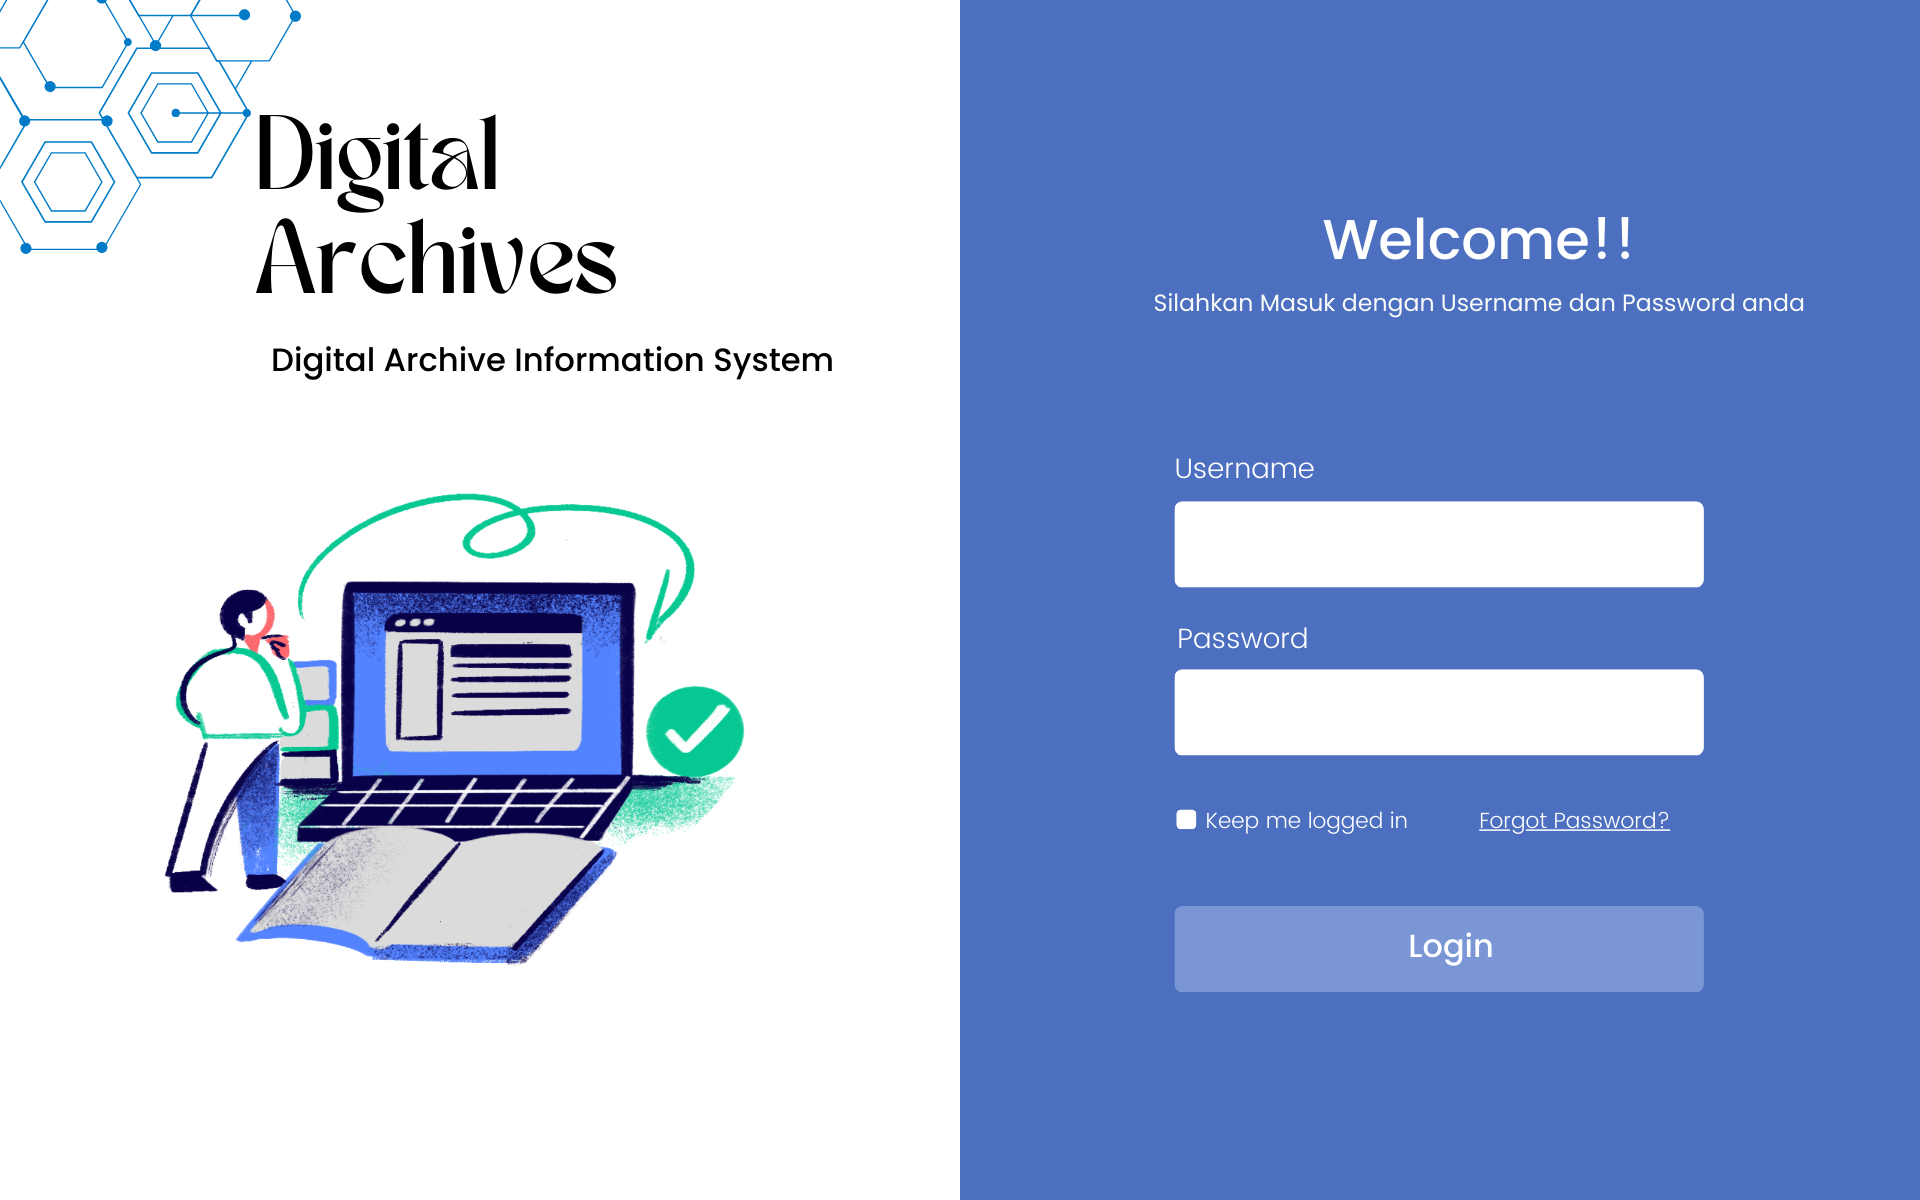 Digital
Archives
Digital Archive Information System
Welcome!!
Silahkan Masuk dengan Username dan Password anda
Username
Password
Keep me logged in
Forgot Password?
Login